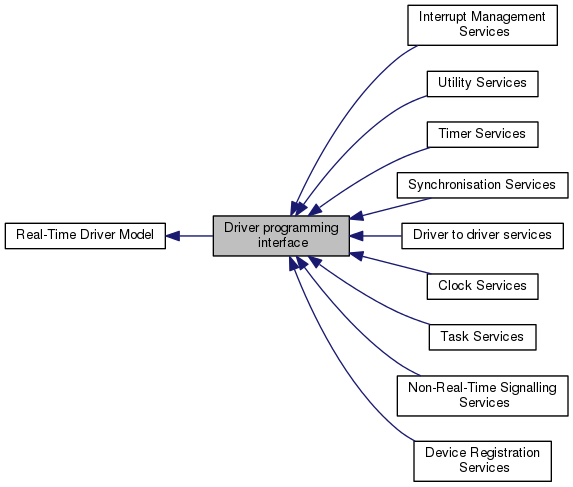 Interrupt Management
Services
Utility Services
Timer Services
Synchronisation Services
Driver programming
interface
Real-Time Driver Model
Driver to driver services
Clock Services
Task Services
Non-Real-Time Signalling
Services
Device Registration
Services